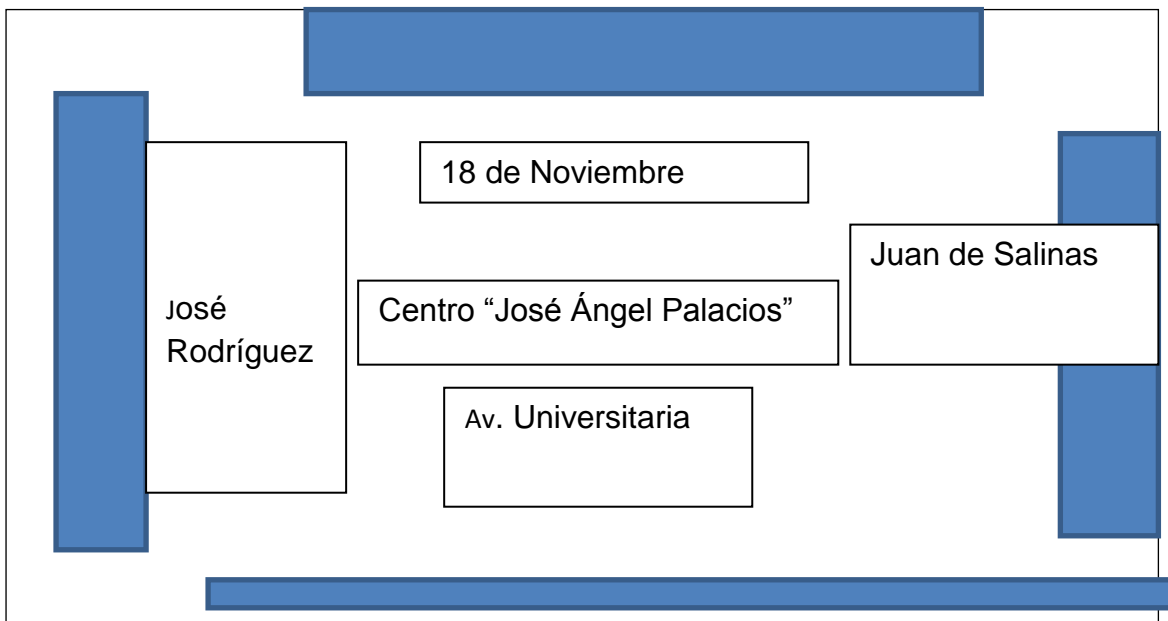 18 de Noviembre
Juan de Salinas
José
Rodríguez
Centro “José Ángel Palacios”
Av. Universitaria